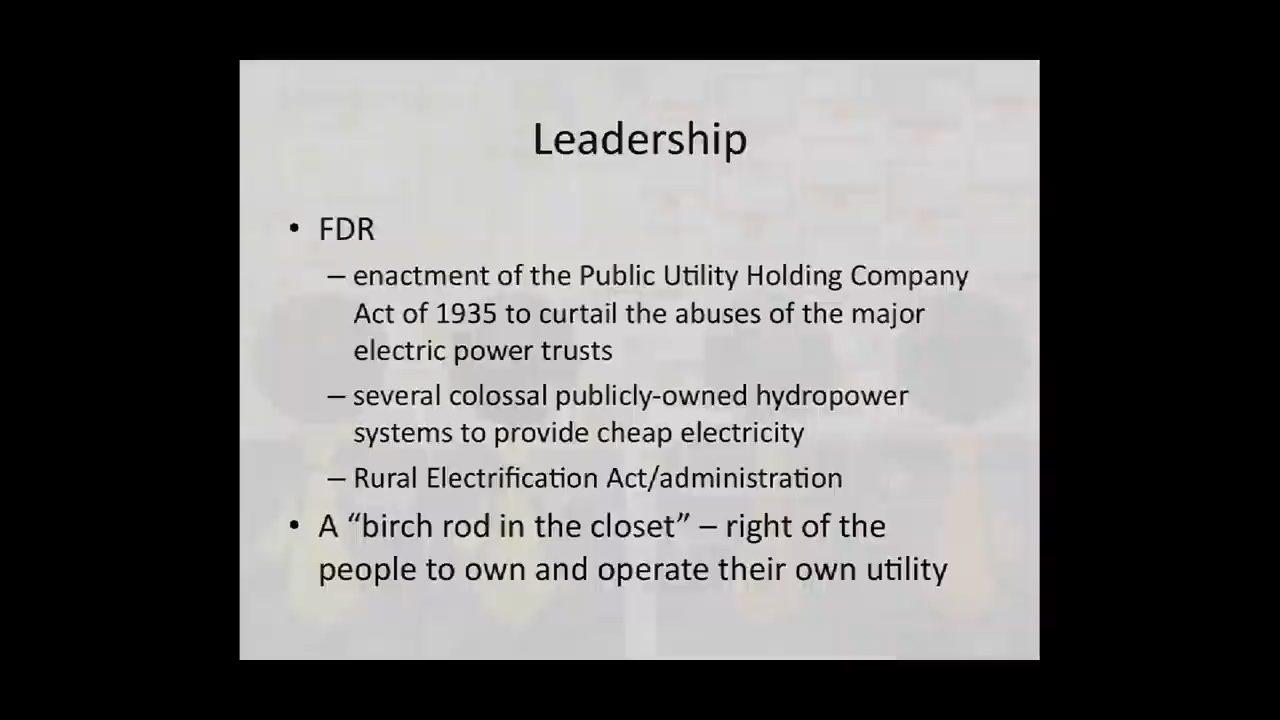 Leadership
• FDR
– enactment of the Public Utility Holding Company
Act of 1935 to curtail the abuses of the major
electric power trusts
– several colossal publicly-owned hydropower
systems to provide cheap electricity
– Rural Electrification Act/administration
• A “birch rod in the closet” – right of the
people to own and operate their own utility